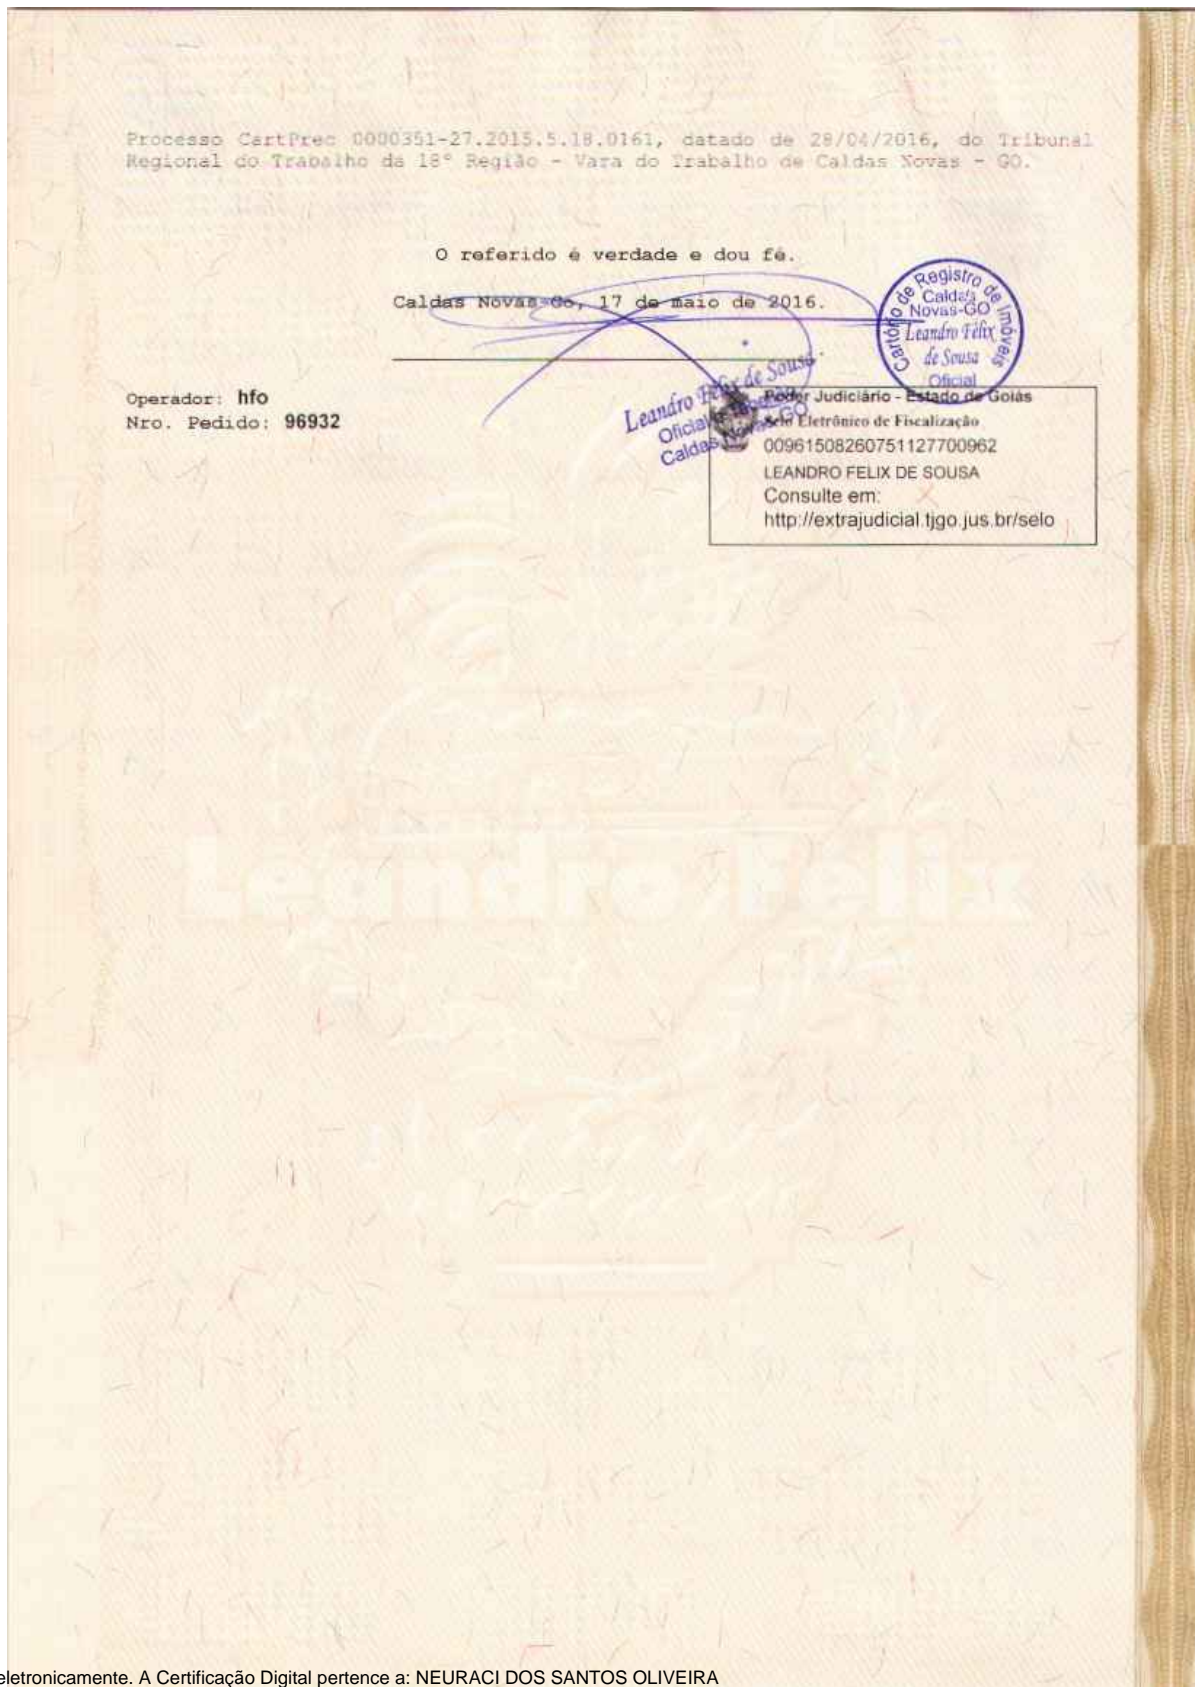 Processo CartPrec 0000351-27.2015.5.18.0161, datado de 28/04/2016, do Tribunal
Regional do Trabalho da 18º Região - Vara do Trabalho de Caldas Novas - GO.
O referido é verdade e dou fé.
Caldas Novas-Go, 17 de maio de 2016.
Cartório de Registro de Imóveis
Caldas
Novas-GO
Leandro Félix
de Sousa
Oficial
Leandro Felix de Sousa
Oficial
Caldas Novas-GO
Operador: hfo
Nro. Pedido: 96932
Poder Judiciário - Estado de Goiás
Selo Eletrônico de Fiscalização
00961508260751127700962
LEANDRO FELIX DE SOUSA
Consulte em:
http://extrajudicial.tjgo.jus.br/selo
Leandro Félix
eletronicamente. A Certificação Digital pertence a: NEURACI DOS SANTOS OLIVEIRA